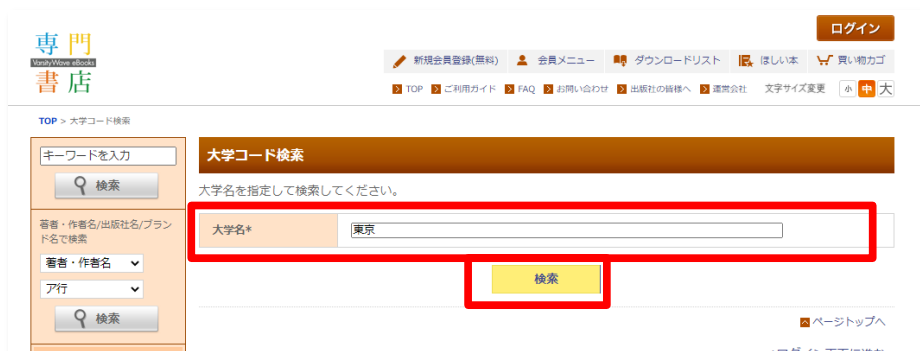 ログイン
専門
VanityWave eBooks
書店
新規会員登録(無料) 会員メニュー ダウンロードリスト ほしい本 買い物カゴ
TOP ご利用ガイド FAQ お問い合わせ 出版社の皆様へ 運営会社 文字サイズ変更 小 中 大
TOP > 大学コード検索
キーワードを入力
検索
著者・作者名/出版社名/ブラン
ド名で検索
著者・作者名
ア行
検索
大学コード検索
大学名を指定して検索してください。
大学名* 東京
検索
ページトップへ